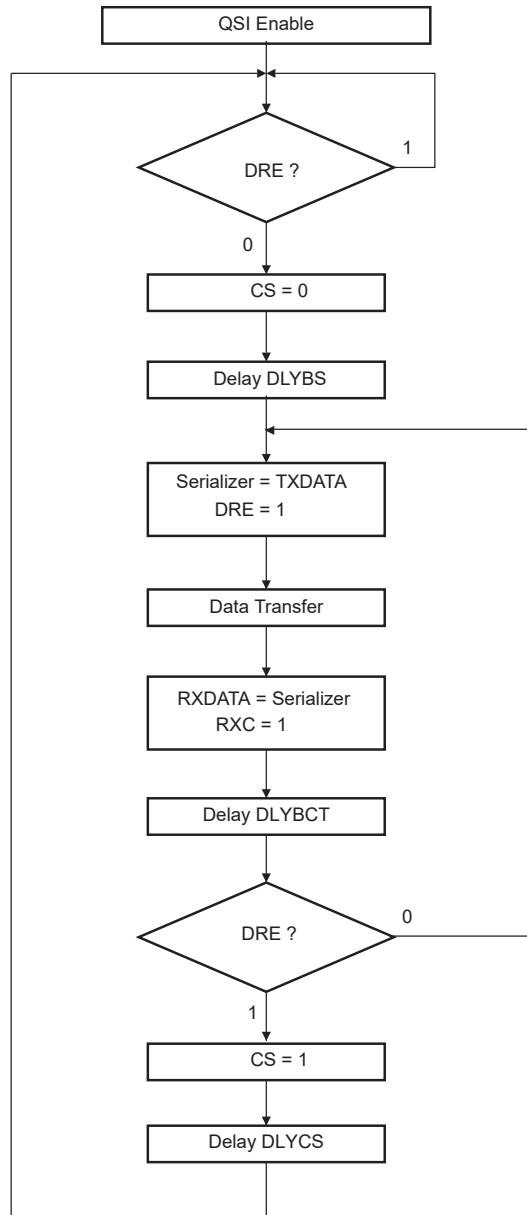 QSI Enable
1
DRE ?
0
CS = 0
Delay DLYBS
Serializer = TXDATA
DRE = 1
Data Transfer
RXDATA = Serializer
RXC = 1
Delay DLYBCT
0
DRE ?
1
CS = 1
Delay DLYCS